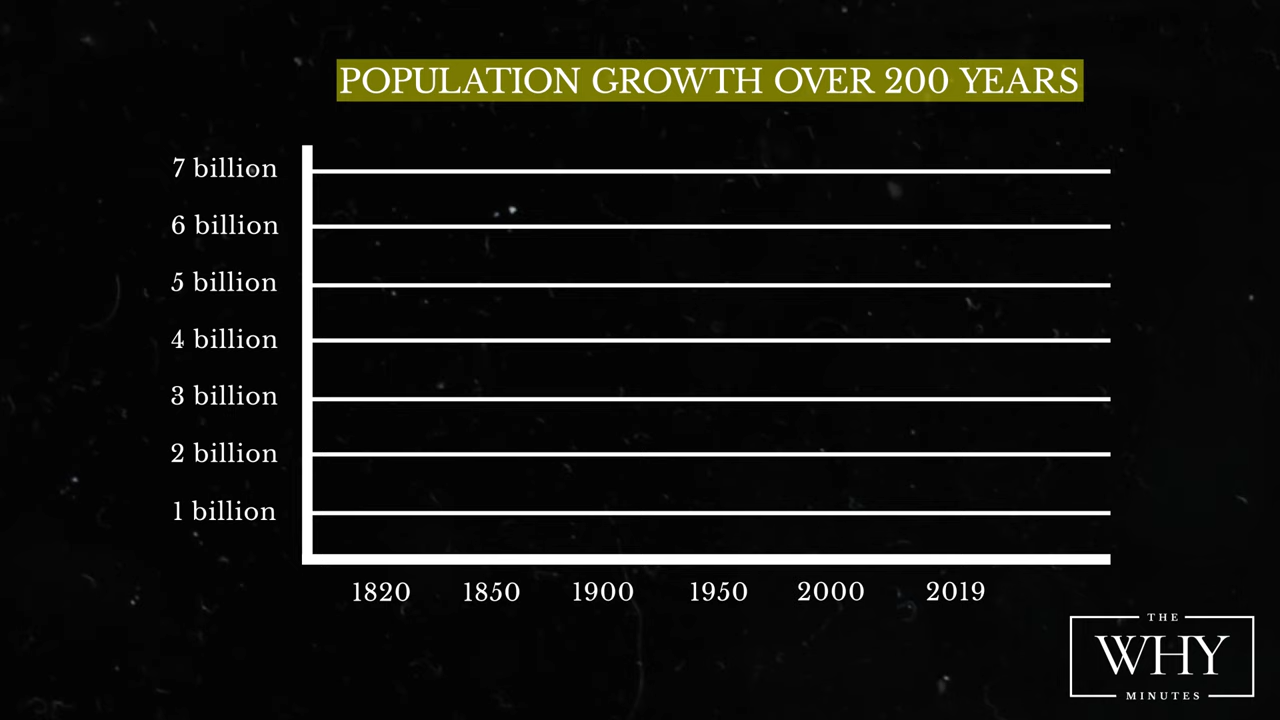 POPULATION GROWTH OVER 200 YEARS
7 billion
6 billion
5 billion
4 billion
3 billion
2 billion
1 billion
1820 1850 1900 1950 2000 2019
THE
WHY
MINUTES